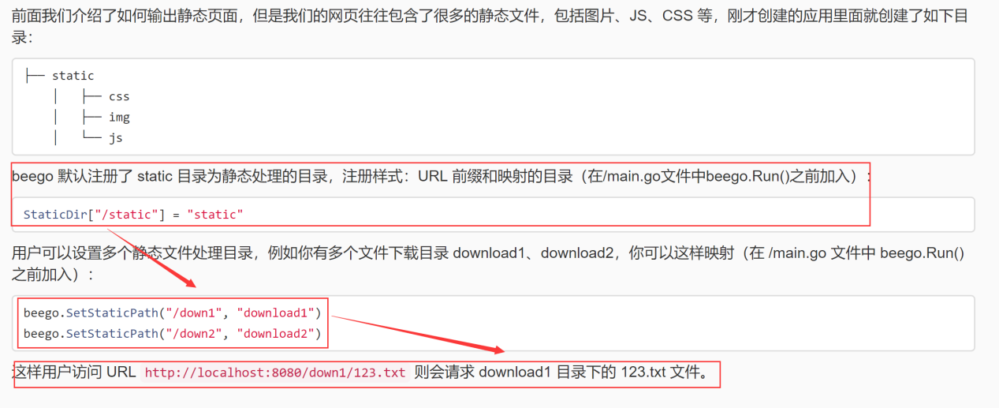 前面我们介绍了如何输出静态页面，但是我们的网页往往包含了很多的静态文件，包括图片、JS、CSS 等，刚才创建的应用里面就创建了如下目
录：
├── static
│   ├── css
│   ├── img
│   └── js
beego 默认注册了 static 目录为静态处理的目录，注册样式：URL 前缀和映射的目录（在/main.go文件中beego.Run()之前加入）：
StaticDir["/static"] = "static"
用户可以设置多个静态文件处理目录，例如你有多个文件下载目录 download1、download2，你可以这样映射（在 /main.go 文件中 beego.Run()
之前加入）：
beego.SetStaticPath("/down1", "download1")
beego.SetStaticPath("/down2", "download2")
这样用户访问 URL http://localhost:8080/down1/123.txt 则会请求 download1 目录下的 123.txt 文件。